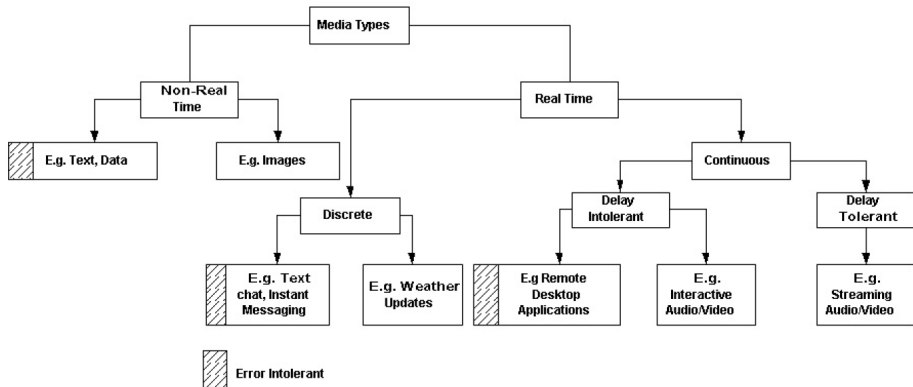 Media Types
Non-Real
Time
Real Time
E.g. Text, Data
E.g. Images
Continuous
Discrete
Delay
Intolerant
Delay
Tolerant
E.g. Text
chat, Instant
Messaging
E.g. Weather
Updates
E.g Remote
Desktop
Applications
E.g.
Interactive
Audio/Video
E.g.
Streaming
Audio/Video
Error Intolerant